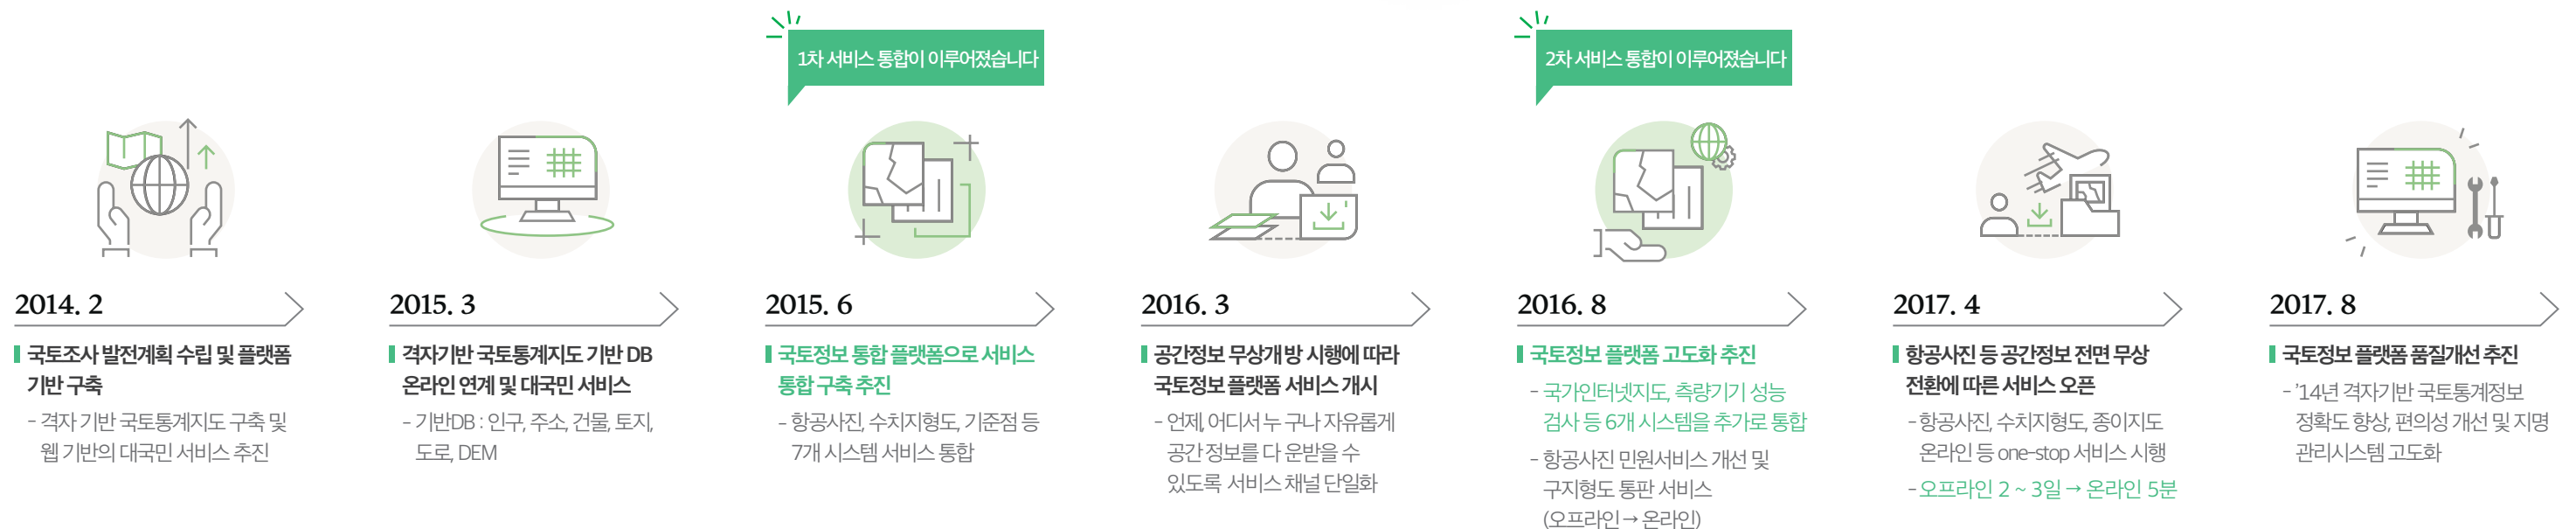 1차 서비스 통합이 이루어졌습니다
2차 서비스 통합이 이루어졌습니다
2014. 2
국토조사 발전계획 수립 및 플랫폼
기반 구축
- 격자 기반 국토통계지도 구축 및
웹 기반의 대국민 서비스 추진
2015. 3
격자기반 국토통계지도 기반 DB
온라인 연계 및 대국민 서비스
- 기반DB : 인구, 주소, 건물, 토지,
도로, DEM
2015. 6
국토정보 통합 플랫폼으로 서비스
통합 구축 추진
- 항공사진, 수치지형도, 기준점 등
7개 시스템 서비스 통합
2016. 3
공간정보 무상개방 시행에 따라
국토정보 플랫폼 서비스 개시
- 언제, 어디서 누 구나 자유롭게
공간 정보를 다 운받을 수
있도록 서비스 채널 단일화
2016. 8
국토정보 플랫폼 고도화 추진
- 국가인터넷지도, 측량기기 성능
검사 등 6개 시스템을 추가로 통합
- 항공사진 민원서비스 개선 및
구지형도 통판 서비스
(오프라인 → 온라인)
2017. 4
항공사진 등 공간정보 전면 무상
전환에 따른 서비스 오픈
- 항공사진, 수치지형도, 종이지도
온라인 등 one-stop 서비스 시행
- 오프라인 2 ~ 3일 → 온라인 5분
2017. 8
국토정보 플랫폼 품질개선 추진
- '14년 격자기반 국토통계정보
정확도 향상, 편의성 개선 및 지명
관리시스템 고도화